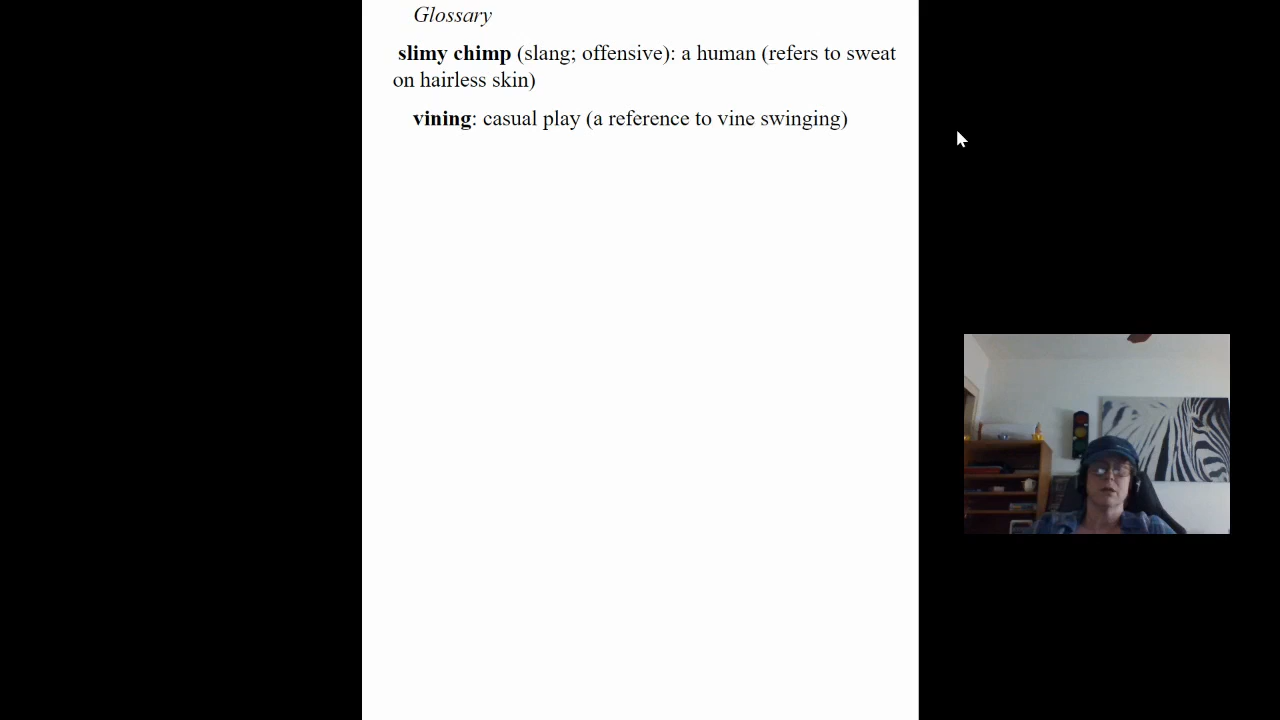 Glossary
slimy chimp (slang; offensive): a human (refers to sweat
on hairless skin)
vining: casual play (a reference to vine swinging)